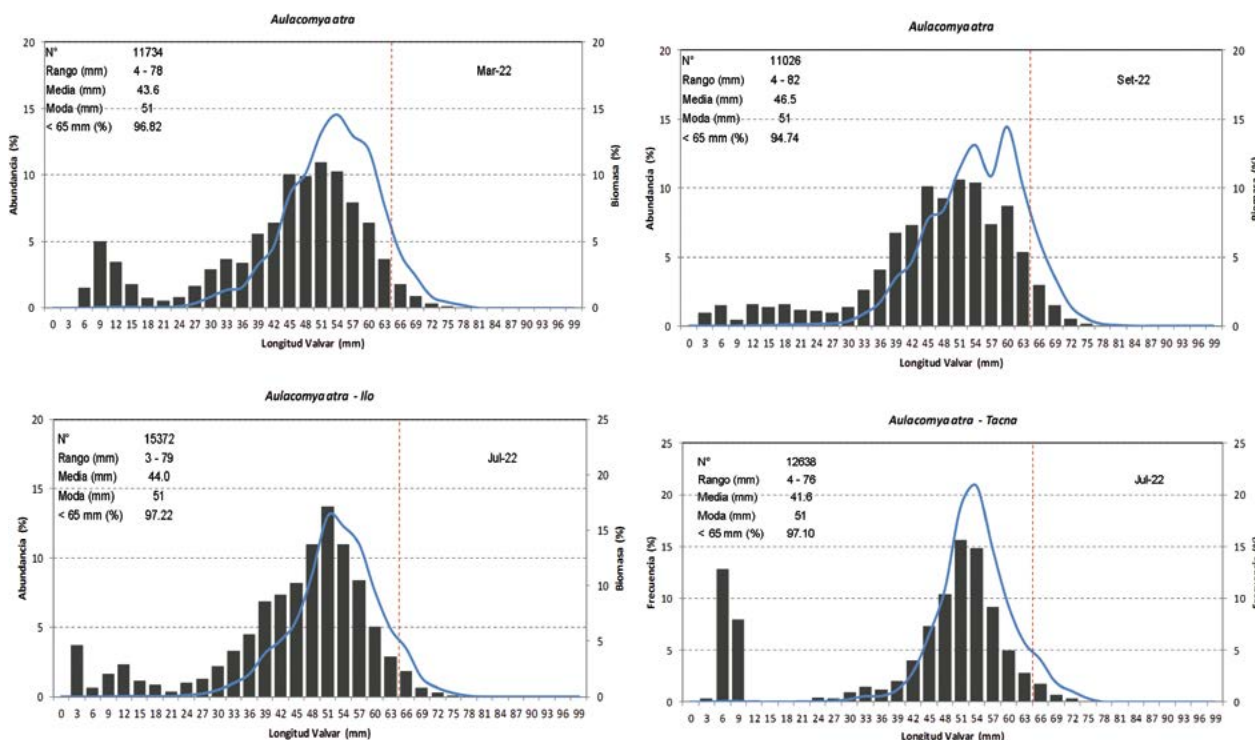 Aulacomya atra
20
15
10
5
0
Abundancia (%)
N° 11734
Rango (mm) 4 - 78
Media (mm) 43.6
Moda (mm) 51
< 65 mm (%) 96.82
Mar-22
20
15
10
5
0
Biomasa (%)
0 3 6 9 12 15 18 21 24 27 30 33 36 39 42 45 48 51 54 57 60 63 66 69 72 75 78 81 84 87 90 93 96 99
Longitud Valvar (mm)
Aulacomya atra
20
15
10
5
0
Abundancia (%)
N° 11026
Rango (mm) 4 - 82
Media (mm) 46.5
Moda (mm) 51
< 65 mm (%) 94.74
Set-22
20
15
10
5
0
Biomasa (%)
0 3 6 9 12 15 18 21 24 27 30 33 36 39 42 45 48 51 54 57 60 63 66 69 72 75 78 81 84 87 90 93 96 99
Longitud Valvar (mm)
Aulacomya atra - Ilo
20
15
10
5
0
Abundancia (%)
N° 15372
Rango (mm) 3 - 79
Media (mm) 44.0
Moda (mm) 51
< 65 mm (%) 97.22
Jul-22
25
20
15
10
5
0
Biomasa (%)
0 3 6 9 12 15 18 21 24 27 30 33 36 39 42 45 48 51 54 57 60 63 66 69 72 75 78 81 84 87 90 93 96 99
Longitud Valvar (mm)
Aulacomya atra - Tacna
25
20
15
10
5
0
Frecuencia (%)
N° 12638
Rango (mm) 4 - 76
Media (mm) 41.6
Moda (mm) 51
< 65 mm (%) 97.10
Jul-22
25
20
15
10
5
0
0 3 6 9 12 15 18 21 24 27 30 33 36 39 42 45 48 51 54 57 60 63 66 69 72 75 78 81 84 87 90 93 96 99
Longitud Valvar (mm)